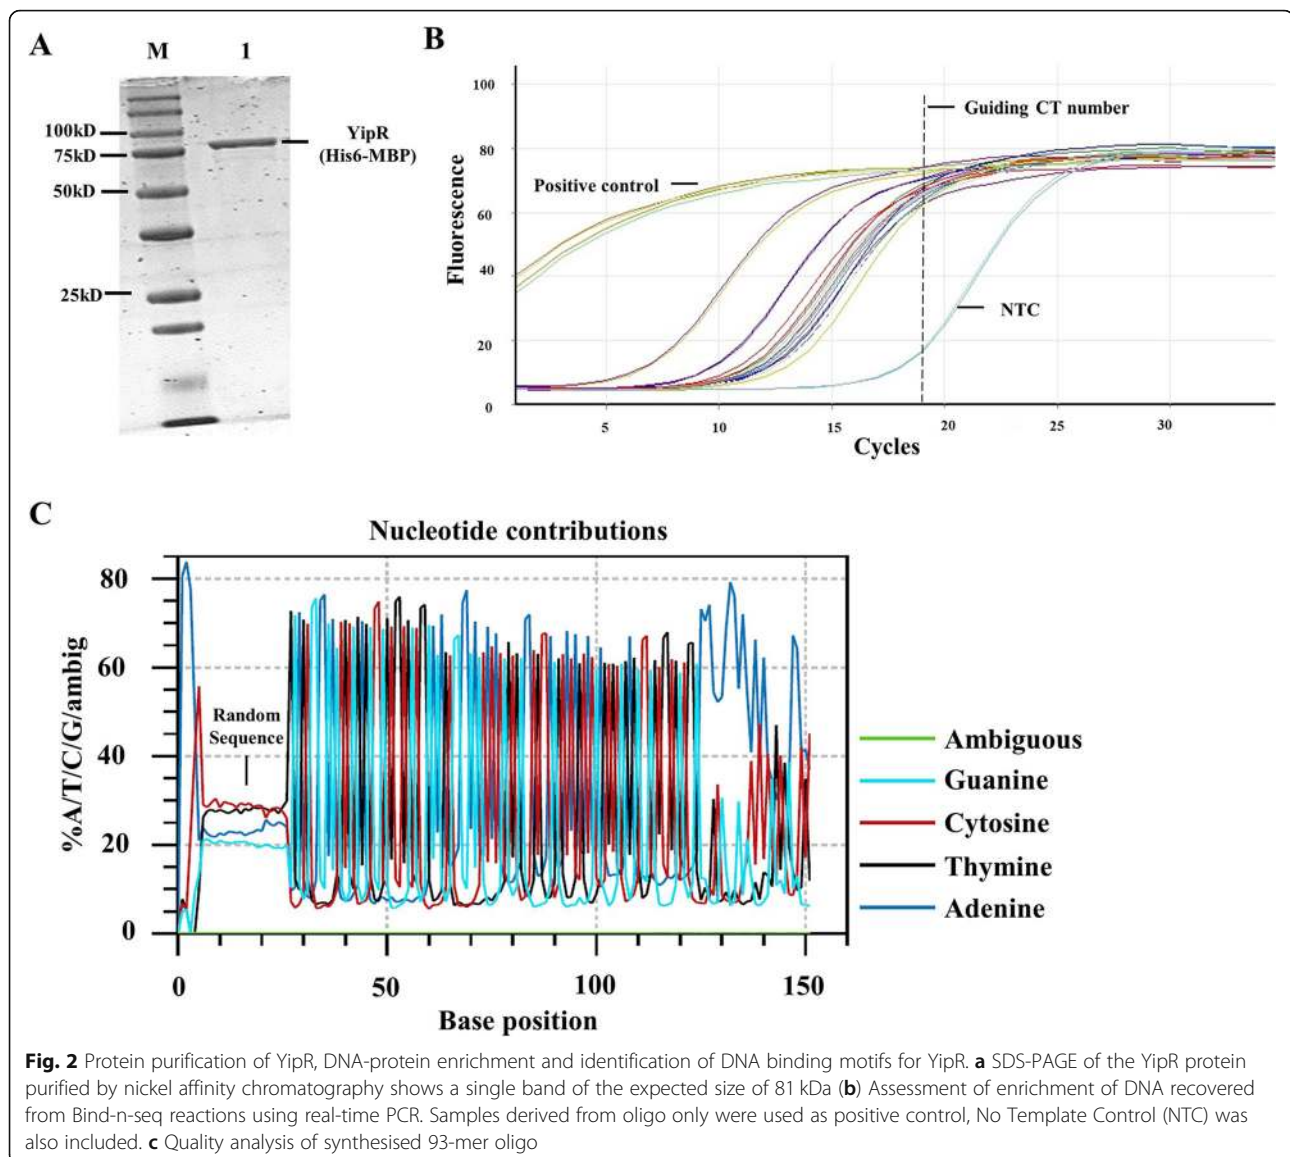 A
M 1
100kD
75kD
50kD
25kD
YipR
(His6-MBP)
B
Fluorescence
100
80
60
40
20
0
Positive control
Guiding CT number
NTC
5 10 15 20 25 30
Cycles
C
Nucleotide contributions
%A/T/C/G/ambig
80
60
40
20
0
Random
Sequence
0 50 100 150
Base position
Ambiguous
Guanine
Cytosine
Thymine
Adenine
Fig. 2 Protein purification of YipR, DNA-protein enrichment and identification of DNA binding motifs for YipR. a SDS-PAGE of the YipR protein
purified by nickel affinity chromatography shows a single band of the expected size of 81 kDa (b) Assessment of enrichment of DNA recovered
from Bind-n-seq reactions using real-time PCR. Samples derived from oligo only were used as positive control, No Template Control (NTC) was
also included. c Quality analysis of synthesised 93-mer oligo